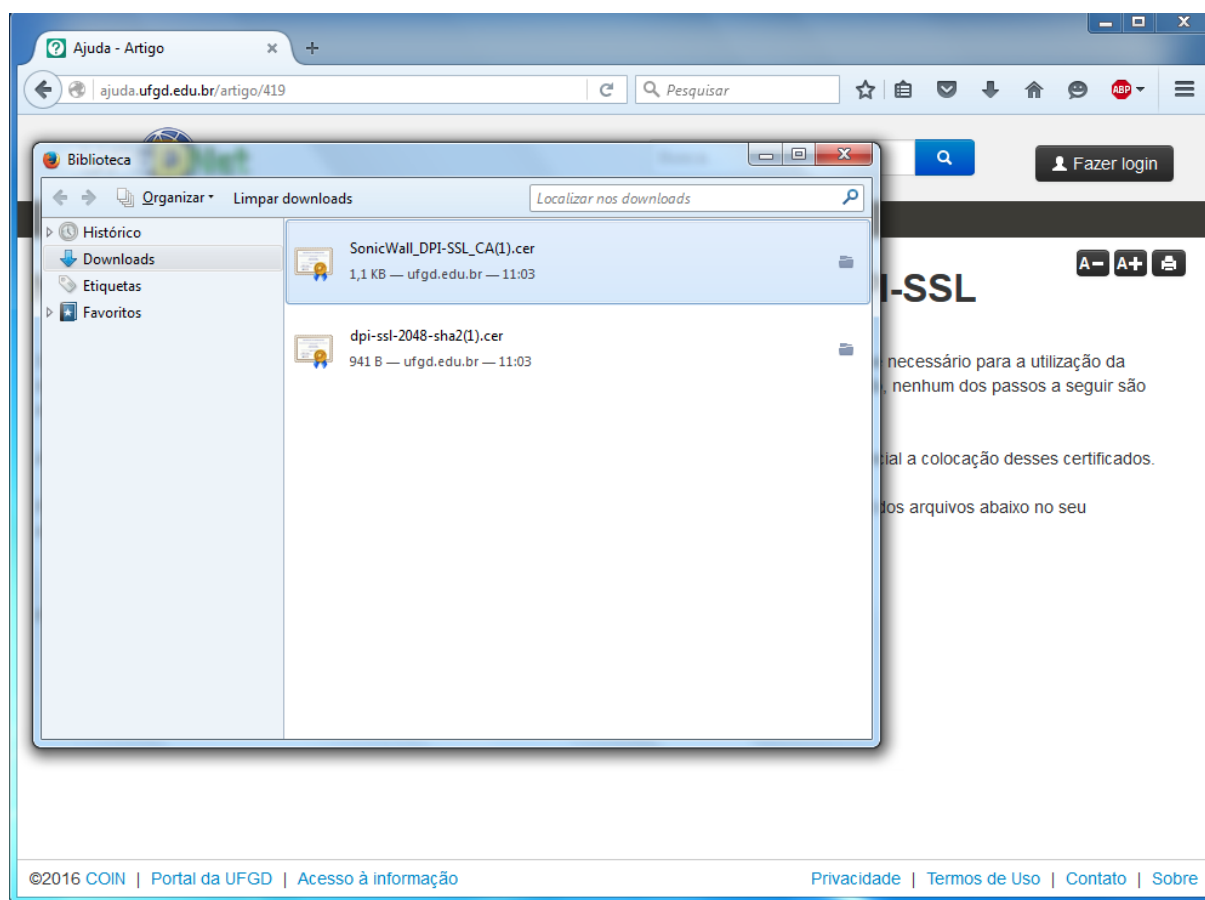 Ajuda - Artigo
ajuda.ufgd.edu.br/artigo/419
Pesquisar
ABP
Fazer login
Biblioteca
Organizar
Limpar downloads
Localizar nos downloads
Histórico
Downloads
Etiquetas
Favoritos
SonicWall_DPI-SSL_CA(1).cer
1,1 KB — ufgd.edu.br — 11:03
dpi-ssl-2048-sha2(1).cer
941 B — ufgd.edu.br — 11:03
A- A+
I-SSL
necessário para a utilização da
, nenhum dos passos a seguir são
cial a colocação desses certificados.
dos arquivos abaixo no seu
©2016 COIN | Portal da UFGD | Acesso à informação
Privacidade | Termos de Uso | Contato | Sobre